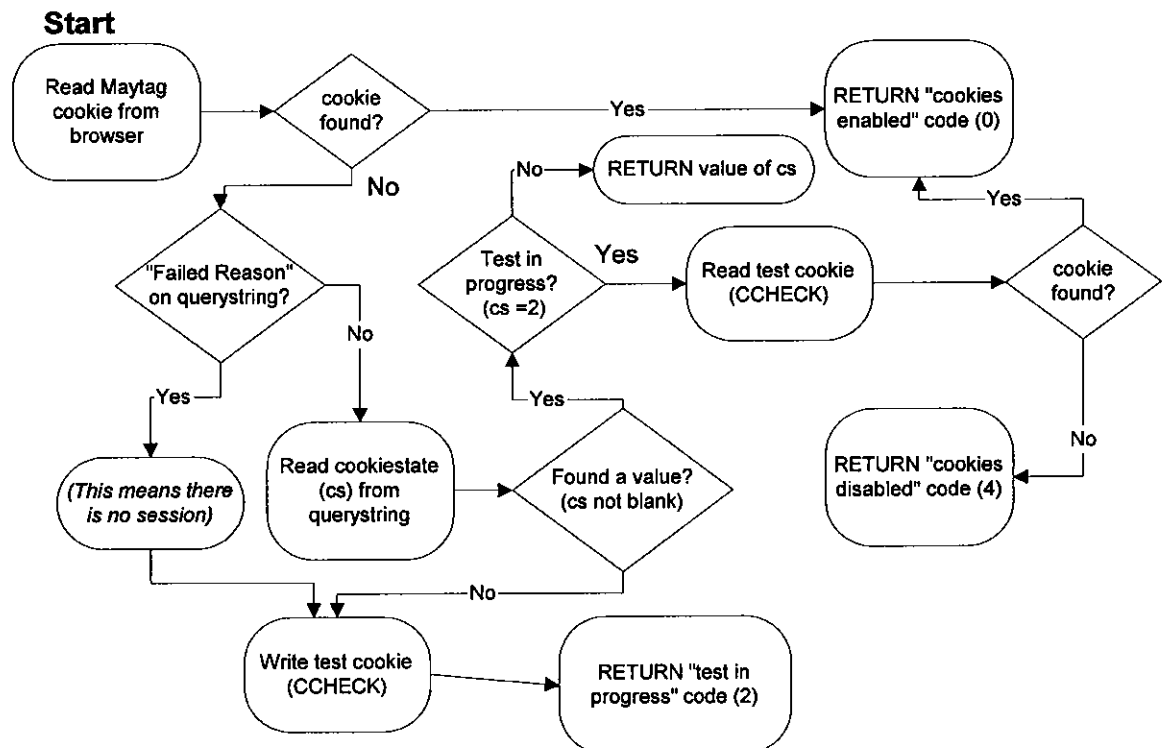 Start
Read Maytag
cookie from
browser
cookie
found?
Yes
RETURN "cookies
enabled" code (0)
No
No
RETURN value of cs
Yes
"Failed Reason"
on querystring?
Test in
progress?
(cs =2)
Yes
Read test cookie
(CCHECK)
cookie
found?
No
Yes
Yes
No
(This means there
is no session)
Read cookiestate
(cs) from
querystring
Found a value?
(cs not blank)
RETURN "cookies
disabled" code (4)
No
Write test cookie
(CCHECK)
RETURN "test in
progress" code (2)